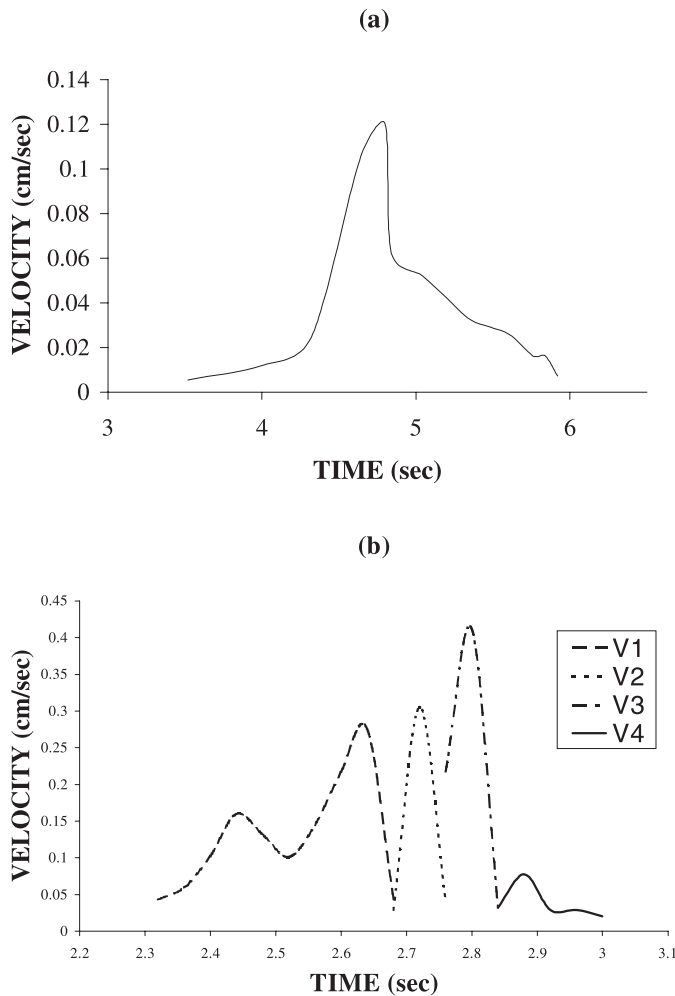 (a)
VELOCITY (cm/sec)
0.14
0.12
0.1
0.08
0.06
0.04
0.02
0
3 4 5 6
TIME (sec)
(b)
VELOCITY (cm/sec)
0.45
0.4
0.35
0.3
0.25
0.2
0.15
0.1
0.05
0
V1
V2
V3
V4
2.2 2.3 2.4 2.5 2.6 2.7 2.8 2.9 3 3.1
TIME (sec)